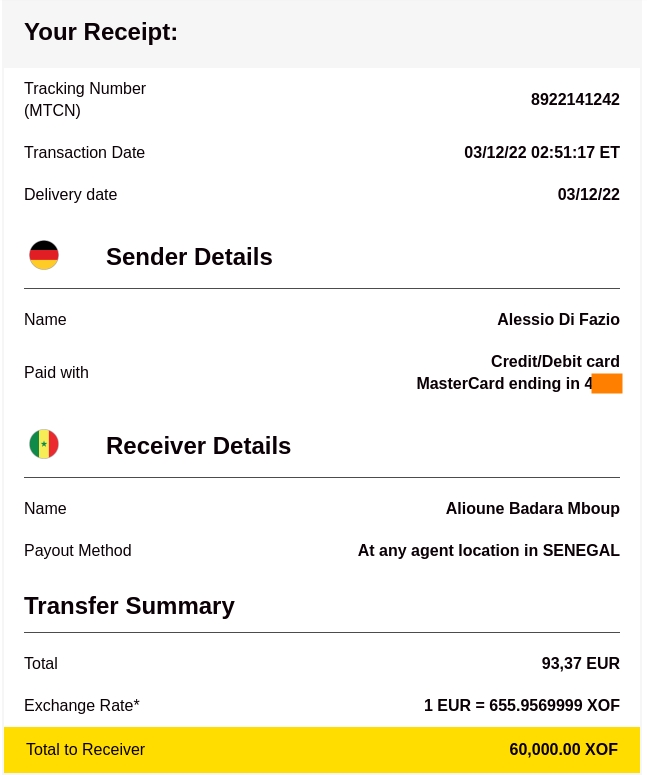 Your Receipt:
Tracking Number
(MTCN)
8922141242
Transaction Date 03/12/22 02:51:17 ET
Delivery date 03/12/22
Sender Details
Name Alessio Di Fazio
Paid with
Credit/Debit card
MasterCard ending in 4
Receiver Details
Name Alioune Badara Mboup
Payout Method At any agent location in SENEGAL
Transfer Summary
Total 93,37 EUR
Exchange Rate* 1 EUR = 655.9569999 XOF
Total to Receiver 60,000.00 XOF